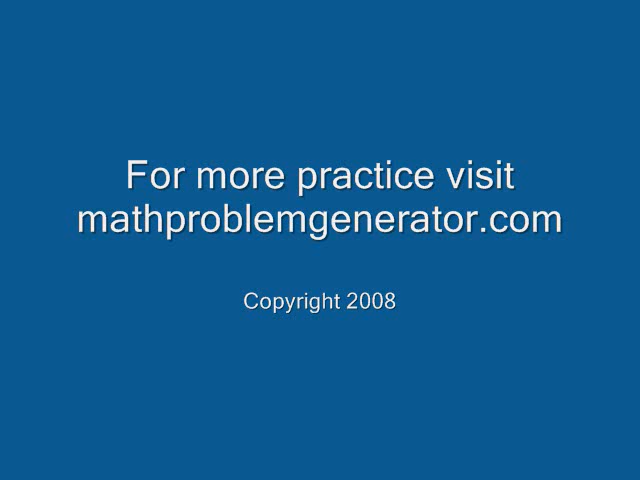 For more practice visit
mathproblemgenerator.com
Copyright 2008